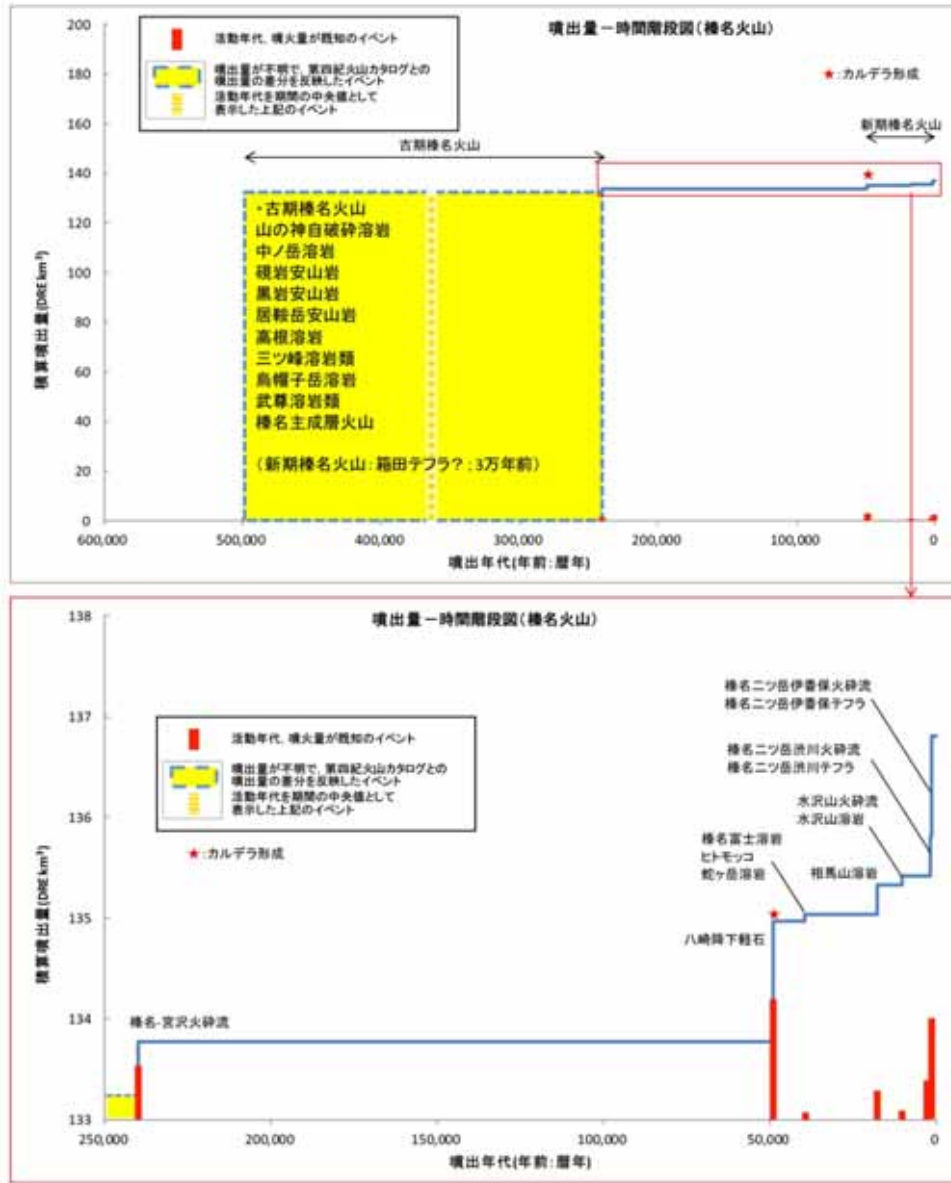 噴出量－時間階段図(榛名火山)
活動年代、噴火量が既知のイベント
噴出量が不明で、第四紀火山カタログとの
噴出量の差分を反映したイベント
活動年代を期間の中央値として
表示した上記のイベント
★:カルデラ形成
新期榛名火山
古期榛名火山
・古期榛名火山
山の神自破砕溶岩
中ノ岳溶岩
硯岩安山岩
黒岩安山岩
居鞍岳安山岩
高根溶岩
三ツ峰溶岩類
烏帽子岳溶岩
武尊溶岩類
榛名主成層火山
(新期榛名火山:箱田テフラ?;3万年前)
積算噴出量(DRE km³)
200
180
160
140
120
100
80
60
40
20
0
600,000 500,000 400,000 300,000 200,000 100,000 0
噴出年代(年前:暦年)
噴出量－時間階段図(榛名火山)
活動年代、噴火量が既知のイベント
噴出量が不明で、第四紀火山カタログとの
噴出量の差分を反映したイベント
活動年代を期間の中央値として
表示した上記のイベント
★:カルデラ形成
榛名二ツ岳伊香保火砕流
榛名二ツ岳伊香保テフラ
榛名二ツ岳渋川火砕流
榛名二ツ岳渋川テフラ
水沢山火砕流
水沢山溶岩
榛名富士溶岩
ヒトモッコ
蛇ヶ岳溶岩
相馬山溶岩
八崎降下軽石
榛名-宮沢火砕流
積算噴出量(DRE km³)
138
137
136
135
134
133
250,000 200,000 150,000 100,000 50,000 0
噴出年代(年前:暦年)